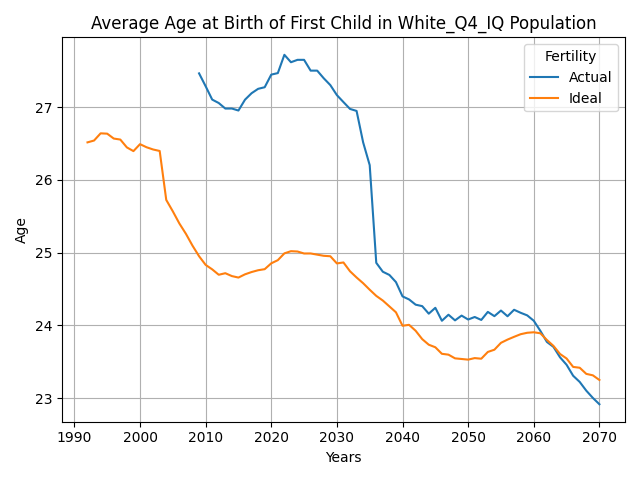 Average Age at Birth of First Child in White_Q4_IQ Population
Fertility
Actual
Ideal
Age
27
26
25
24
23
1990 2000 2010 2020 2030 2040 2050 2060 2070
Years